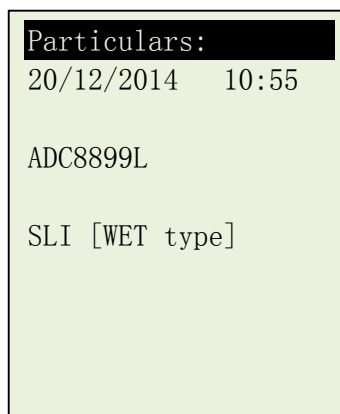 Particulars:
20/12/2014 10:55
ADC8899L
SLI [WET type]